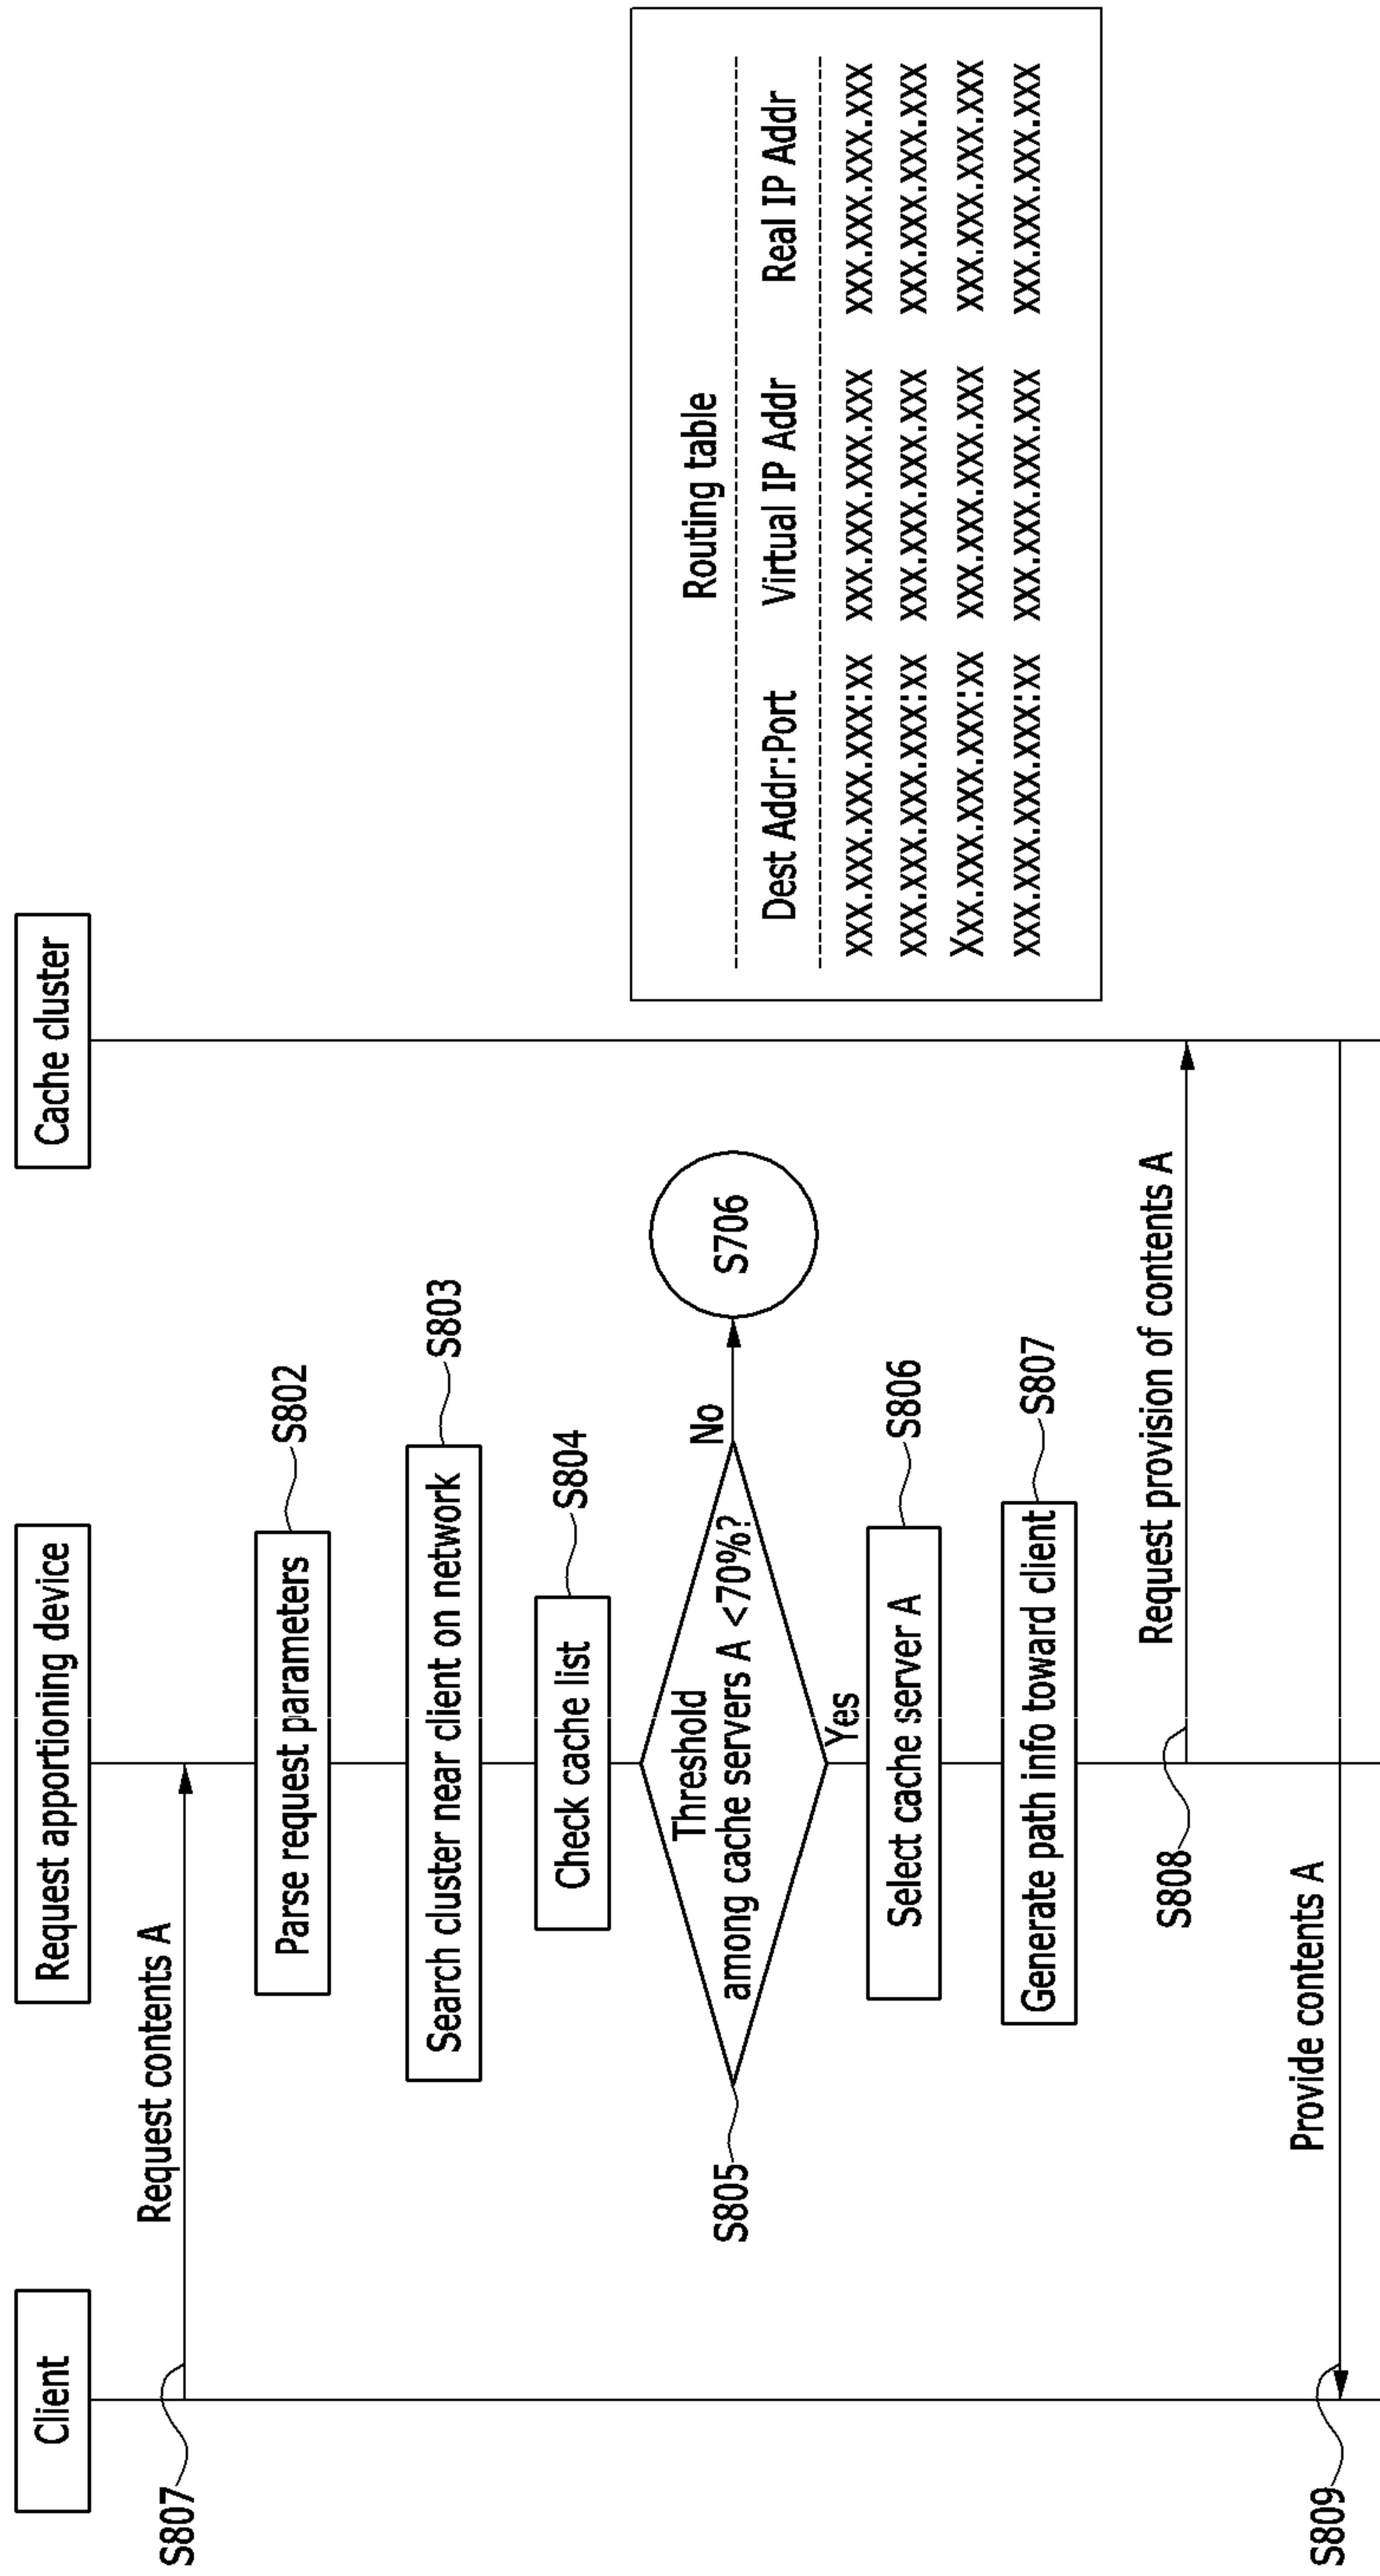 Client
Request apportioning device
Cache cluster
S807
Request contents A
Parse request parameters
S802
Search cluster near client on network
S803
Check cache list
S804
S805
Threshold
among cache servers A <70%?
No
S706
Yes
Select cache server A
S806
Generate path info toward client
S807
S808
Request provision of contents A
S809
Provide contents A
Routing table
Dest Addr:Port Virtual IP Addr Real IP Addr
xxx.xxx.xxx.xxx:xx xxx.xxx.xxx.xxx xxx.xxx.xxx.xxx
xxx.xxx.xxx.xxx:xx xxx.xxx.xxx.xxx xxx.xxx.xxx.xxx
Xxx.xxx.xxx.xxx:xx xxx.xxx.xxx.xxx xxx.xxx.xxx.xxx
xxx.xxx.xxx.xxx:xx xxx.xxx.xxx.xxx xxx.xxx.xxx.xxx